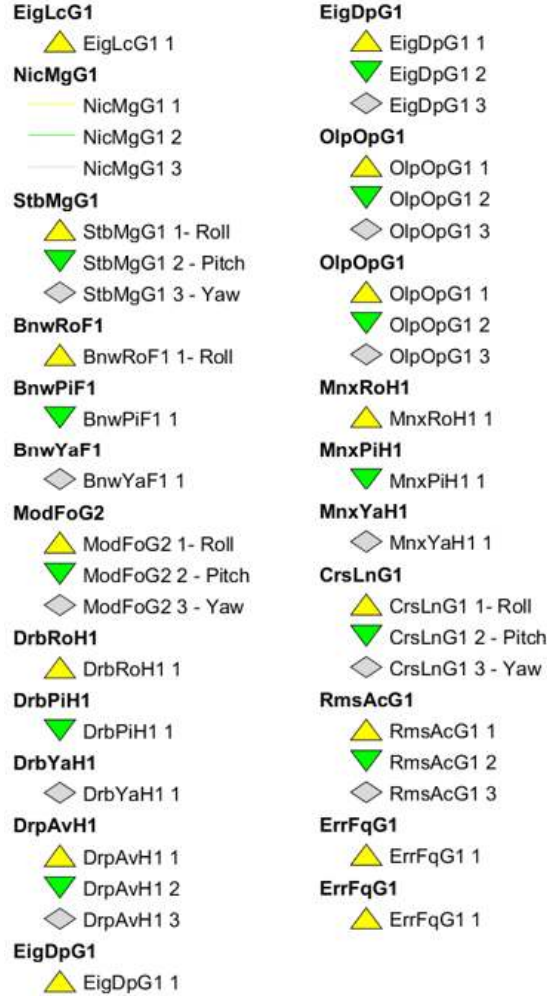 EigLcG1
EigLcG1 1
NicMgG1
NicMgG1 1
NicMgG1 2
NicMgG1 3
StbMgG1
StbMgG1 1- Roll
StbMgG1 2 - Pitch
StbMgG1 3 - Yaw
BnwRoF1
BnwRoF1 1- Roll
BnwPiF1
BnwPiF1 1
BnwYaF1
BnwYaF1 1
ModFoG2
ModFoG2 1- Roll
ModFoG2 2 - Pitch
ModFoG2 3 - Yaw
DrbRoH1
DrbRoH1 1
DrbPiH1
DrbPiH1 1
DrbYaH1
DrbYaH1 1
DrpAvH1
DrpAvH1 1
DrpAvH1 2
DrpAvH1 3
EigDpG1
EigDpG1 1
EigDpG1
EigDpG1 1
EigDpG1 2
EigDpG1 3
OlpOpG1
OlpOpG1 1
OlpOpG1 2
OlpOpG1 3
OlpOpG1
OlpOpG1 1
OlpOpG1 2
OlpOpG1 3
MnxRoH1
MnxRoH1 1
MnxPiH1
MnxPiH1 1
MnxYaH1
MnxYaH1 1
CrsLnG1
CrsLnG1 1- Roll
CrsLnG1 2 - Pitch
CrsLnG1 3 - Yaw
RmsAcG1
RmsAcG1 1
RmsAcG1 2
RmsAcG1 3
ErrFqG1
ErrFqG1 1
ErrFqG1
ErrFqG1 1